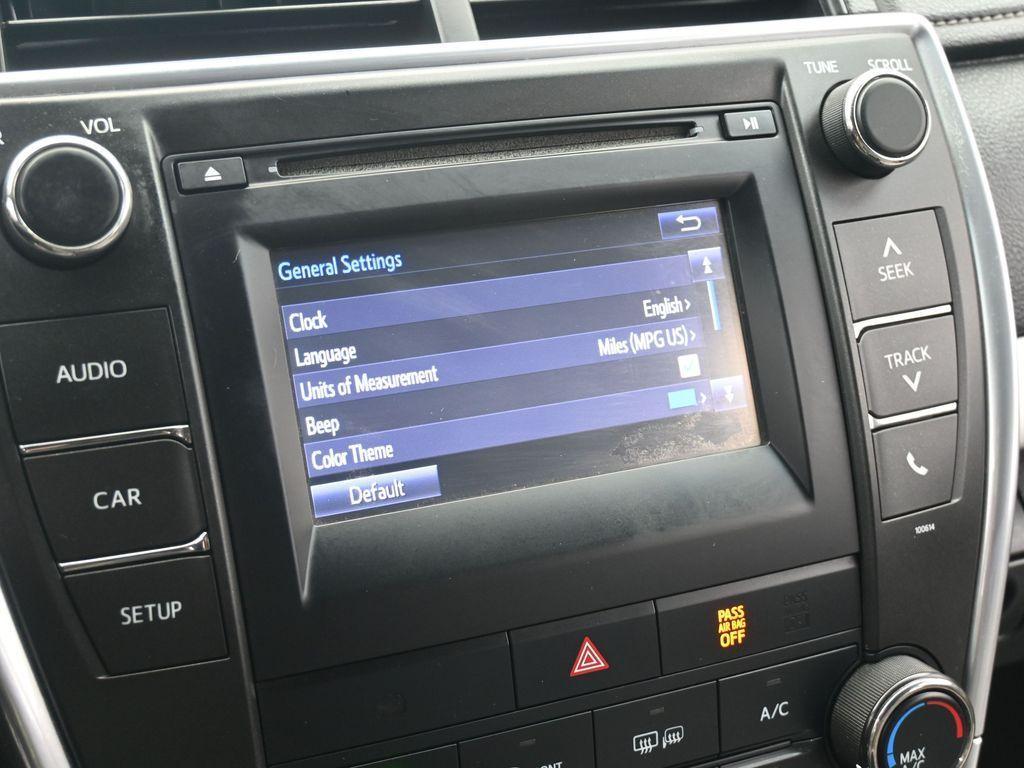 VOL
TUNE SCROLL
General Settings
Clock
Language English
Units of Measurement Miles (MPG US)
Beep
Color Theme
Default
AUDIO
CAR
SETUP
SEEK
TRACK
100614
PASS
AIR BAG
OFF
PASS
A/C
MAX
A/C